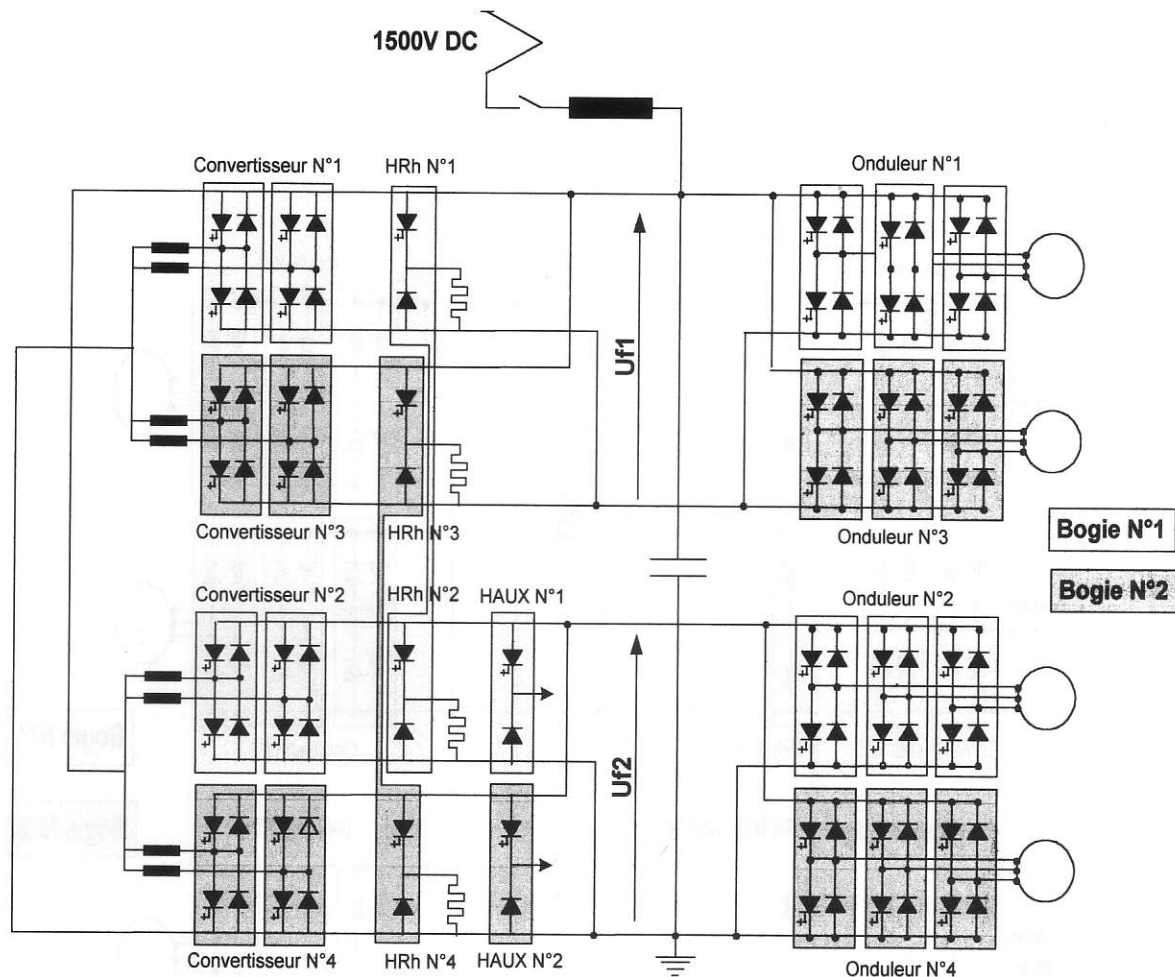 1500V DC
Convertisseur N°1
HRh N°1
Onduleur N°1
Uf1
Convertisseur N°3
HRh N°3
Onduleur N°3
Bogie N°1
Bogie N°2
Convertisseur N°2
HRh N°2
HAUX N°1
Onduleur N°2
Uf2
Convertisseur N°4
HRh N°4
HAUX N°2
Onduleur N°4